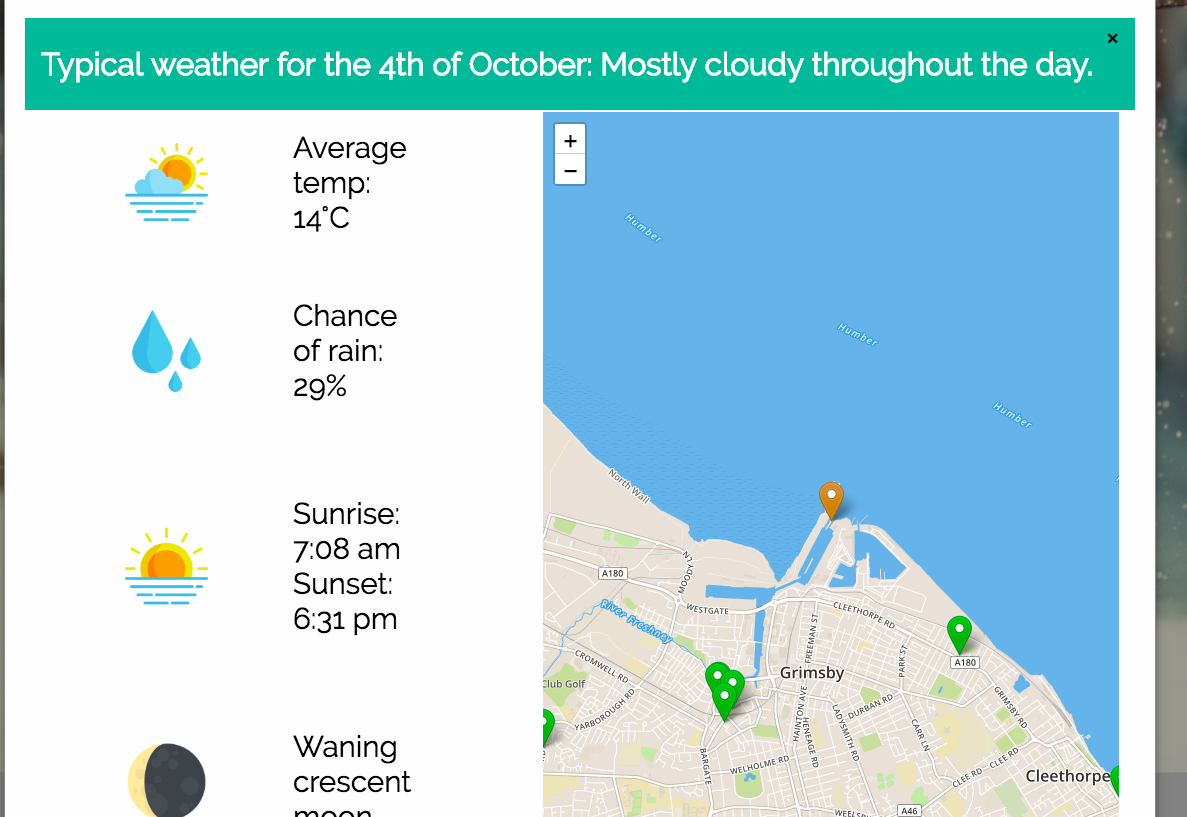 ×
Typical weather for the 4th of October: Mostly cloudy throughout the day.
Average
temp:
14°C
Chance
of rain:
29%
Sunrise:
7:08 am
Sunset:
6:31 pm
Waning
crescent
moon
+
−
Humber
Humber
Humber
North Wall
MOODY LN
A180
WESTGATE
River Freshney
CLEETHORPE RD
FREEMAN ST
PARK ST
A180
CROMWELL RD
Club Golf
YARBOROUGH RD
Grimsby
GRIMSBY RD
HAINTON AVE
HENEAGE RD
LADYSMITH RD
DURBAN RD
CARR LN
BARGATE
WELHOLME RD
CLEE RD
CLEE RD
Cleethorpe
A46
WEELSB